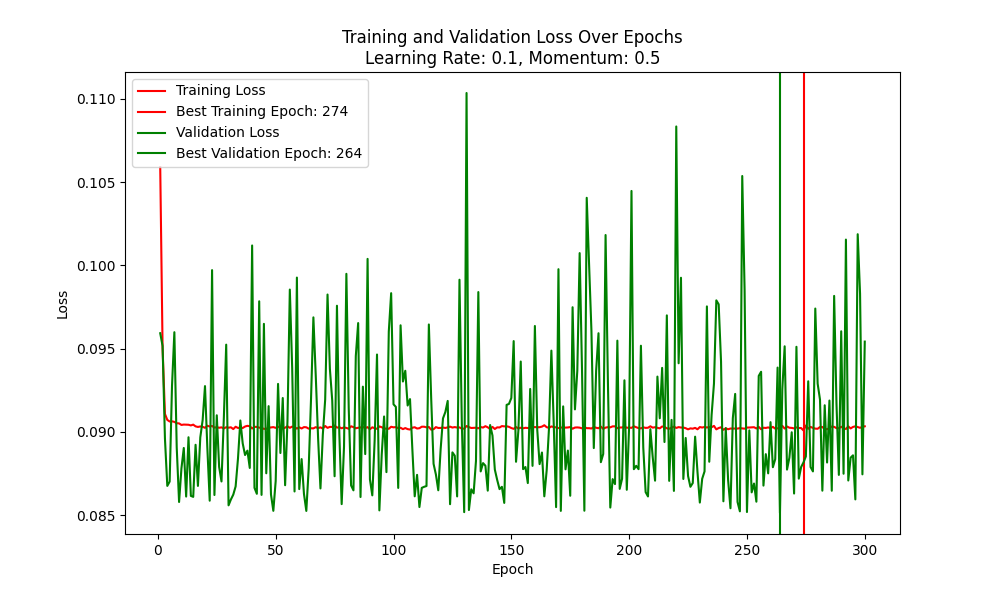 Training and Validation Loss Over Epochs
Learning Rate: 0.1, Momentum: 0.5
Training Loss
Best Training Epoch: 274
Validation Loss
Best Validation Epoch: 264
0.110
0.105
0.100
0.095
0.090
0.085
Loss
0 50 100 150 200 250 300
Epoch